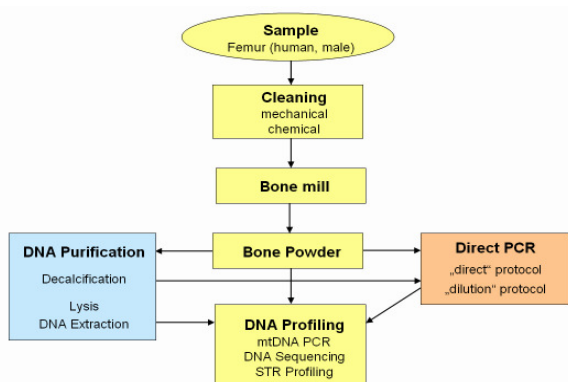 Sample
Femur (human, male)
Cleaning
mechanical
chemical
Bone mill
DNA Purification
Decalcification
Lysis
DNA Extraction
Bone Powder
Direct PCR
„direct“ protocol
„dilution“ protocol
DNA Profiling
mtDNA PCR
DNA Sequencing
STR Profiling